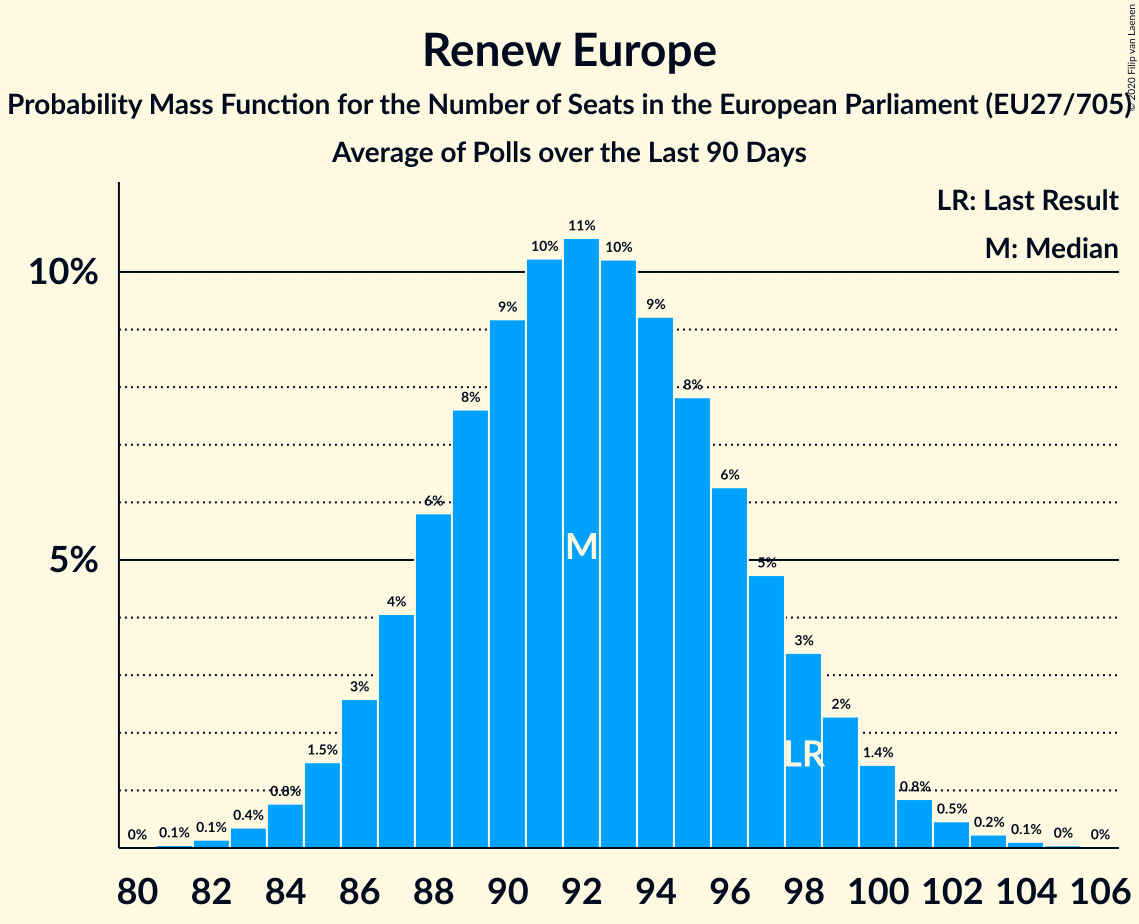 Renew Europe
Probability Mass Function for the Number of Seats in the European Parliament (EU27/705)
Average of Polls over the Last 90 Days
© 2020 Filip van Laenen
LR: Last Result
M: Median
10%
5%
0% 0.1% 0.1% 0.4% 0.8% 1.5% 3% 4% 6% 8% 9% 10% 11% 10% 9% 8% 6% 5% 3% 2% 1.4% 0.8% 0.5% 0.2% 0.1% 0% 0%
M
LR
80 82 84 86 88 90 92 94 96 98 100 102 104 106